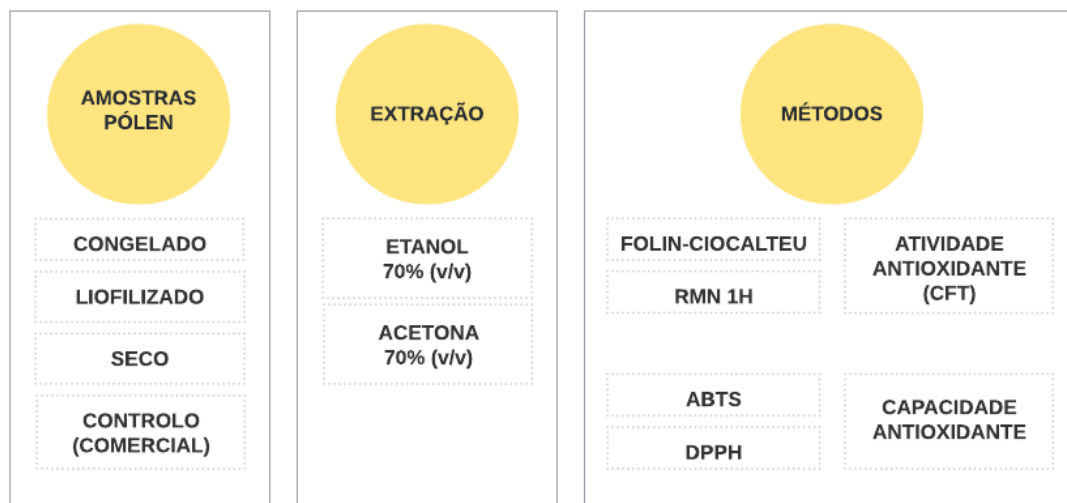 AMOSTRAS
PÓLEN
CONGELADO
LIOFILIZADO
SECO
CONTROLO
(COMERCIAL)
EXTRAÇÃO
ETANOL
70% (v/v)
ACETONA
70% (v/v)
MÉTODOS
FOLIN-CIOCALTEU
RMN 1H
ATIVIDADE
ANTIOXIDANTE
(CFT)
ABTS
DPPH
CAPACIDADE
ANTIOXIDANTE